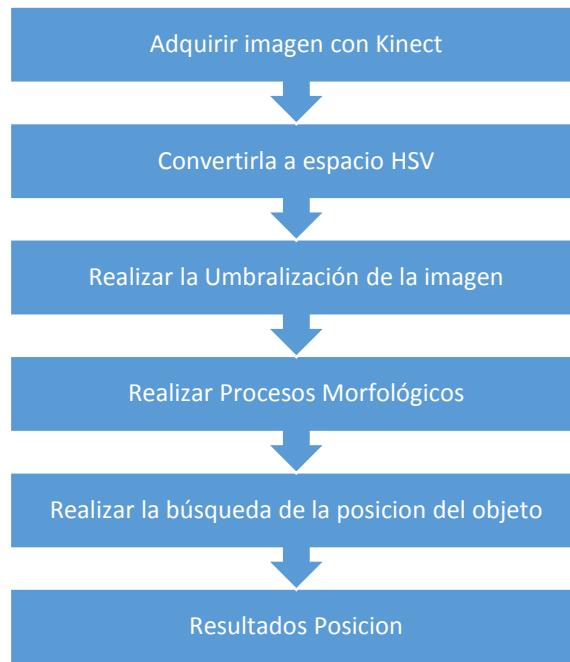 Adquirir imagen con Kinect
Convertirla a espacio HSV
Realizar la Umbralización de la imagen
Realizar Procesos Morfológicos
Realizar la búsqueda de la posicion del objeto
Resultados Posicion